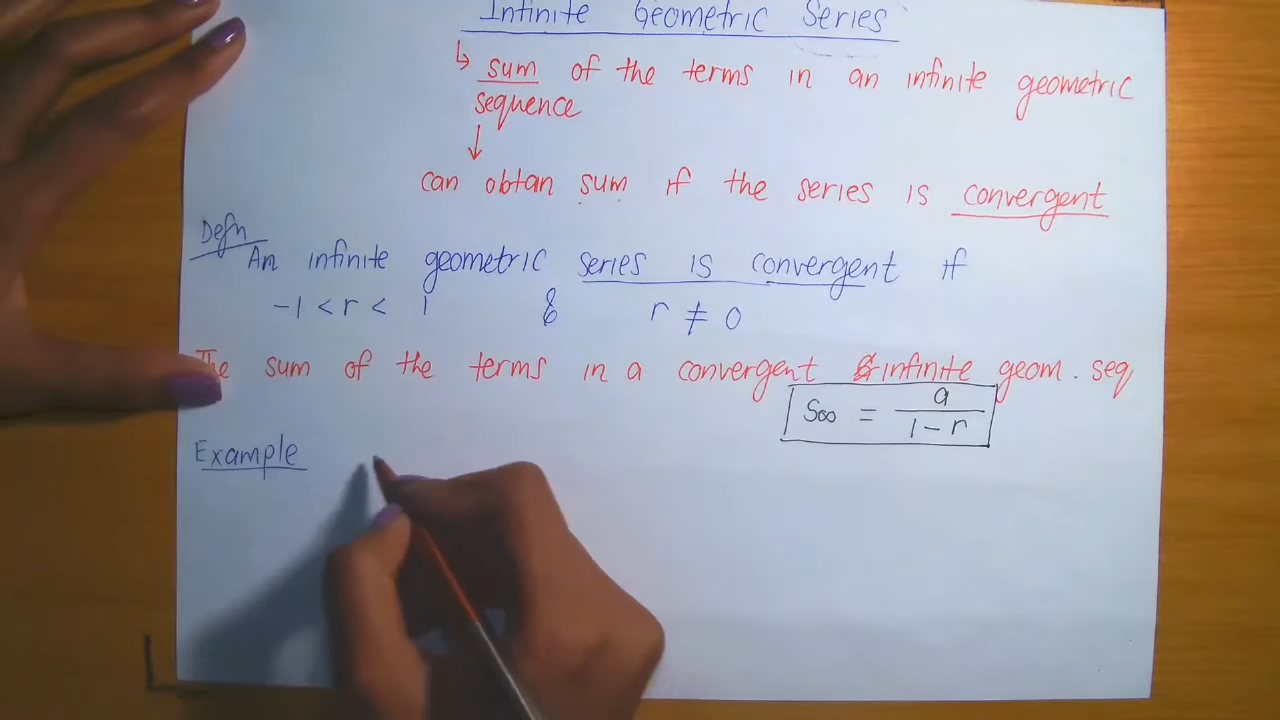 Infinite Geometric Series
↳ sum of the terms in an infinite geometric
sequence
↓
can obtan sum if the series is convergent
Defn
An infinite geometric series is convergent if
-1 < r < 1 & r ≠ 0
The sum of the terms in a convergent infinite geom. seq
S∞ = a / 1 - r
Example